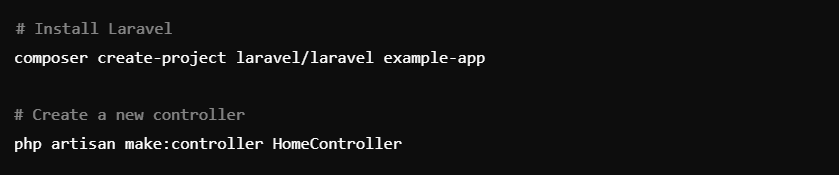 # Install Laravel
composer create-project laravel/laravel example-app
# Create a new controller
php artisan make:controller HomeController